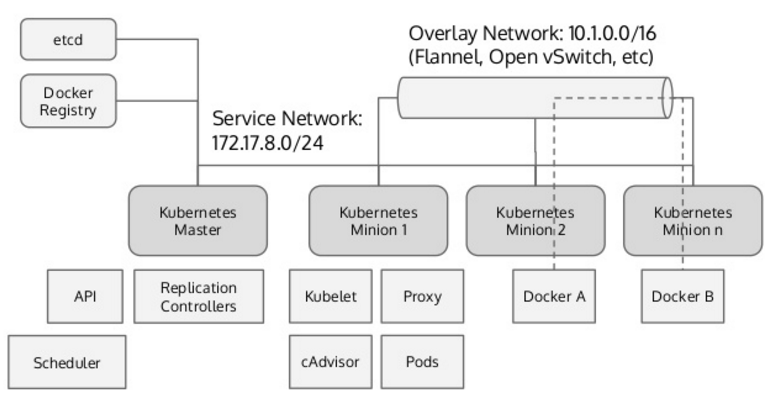 etcd
Overlay Network: 10.1.0.0/16
(Flannel, Open vSwitch, etc)
Docker
Registry
Service Network:
172.17.8.0/24
Kubernetes
Master
Kubernetes
Minion 1
Kubernetes
Minion 2
Kubernetes
Minion n
API
Replication
Controllers
Kubelet
Proxy
Docker A
Docker B
Scheduler
cAdvisor
Pods